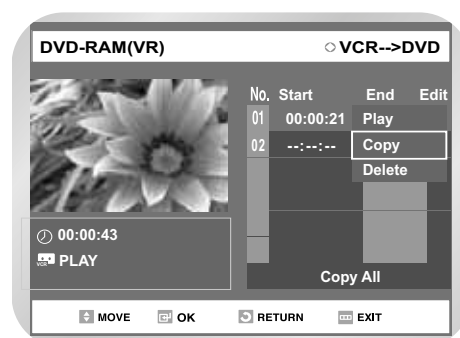 DVD-RAM(VR) VCR-->DVD
No. Start End Edit
01 00:00:21 Play
02 --:--:-- Copy
Delete
00:00:43
VCR PLAY
Copy All
MOVE OK RETURN EXIT